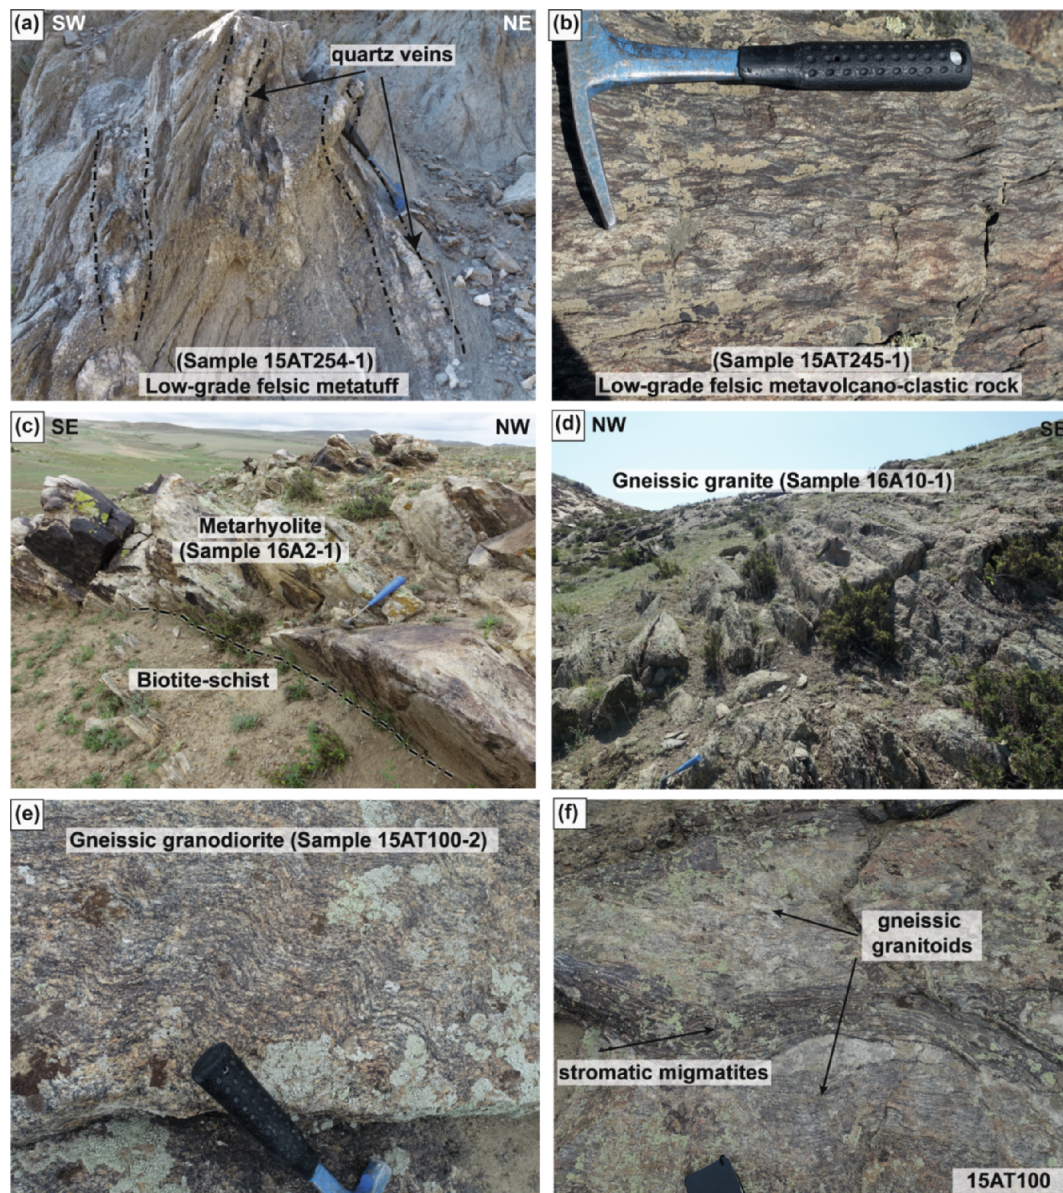 (a) SW
NE
quartz veins
(Sample 15AT254-1)
Low-grade felsic metatuff
(b)
(Sample 15AT245-1)
Low-grade felsic metavolcano-clastic rock
(c) SE
NW
Metarhyolite
(Sample 16A2-1)
Biotite-schist
(d) NW
SE
Gneissic granite (Sample 16A10-1)
(e)
Gneissic granodiorite (Sample 15AT100-2)
(f)
gneissic
granitoids
stromatic migmatites
15AT100